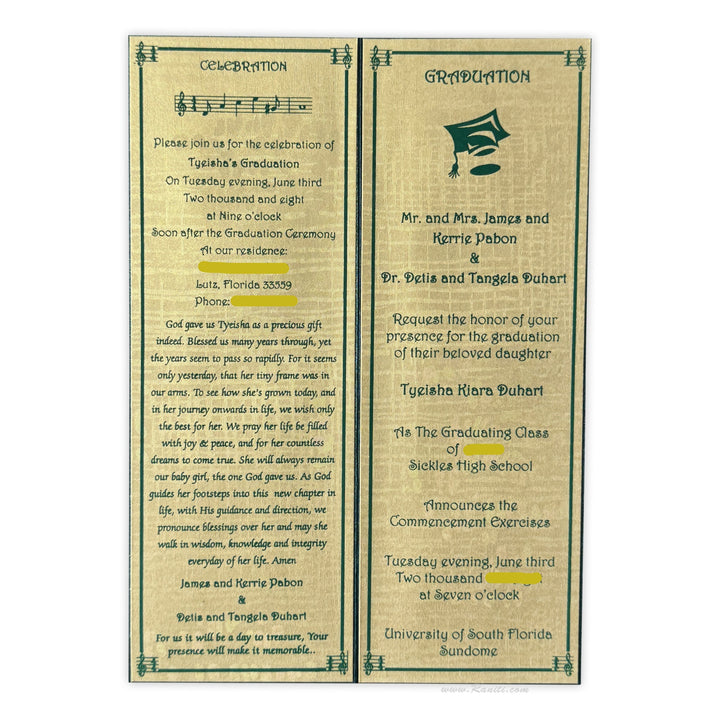 CELEBRATION
Please join us for the celebration of
Tyeisha's Graduation
On Tuesday evening, June third
Two thousand and eight
at Nine o'clock
Soon after the Graduation Ceremony
At our residence:
Lutz, Florida 33559
Phone:
God gave us Tyeisha as a precious gift
indeed. Blessed us many years through, yet
the years seem to pass so rapidly. For it seems
only yesterday, that her tiny frame was in
our arms. To see how she's grown today, and
in her journey onwards in life, we wish only
the best for her. We pray her life be filled
with joy & peace, and for her countless
dreams to come true. She will always remain
our baby girl, the one God gave us. As God
guides her footsteps into this new chapter in
life, with His guidance and direction, we
pronounce blessings over her and may she
walk in wisdom, knowledge and integrity
everyday of her life. Amen
James and Kerrie Pabon
&
Detis and Tangela Duhart
For us it will be a day to treasure, Your
presence will make it memorable..
GRADUATION
Mr. and Mrs. James and
Kerrie Pabon
&
Dr. Detis and Tangela Duhart
Request the honor of your
presence for the graduation
of their beloved daughter
Tyeisha Kiara Duhart
As The Graduating Class
of
Sickles High School
Announces the
Commencement Exercises
Tuesday evening, June third
Two thousand
at Seven o'clock
University of South Florida
Sundome
www.Raniti.com